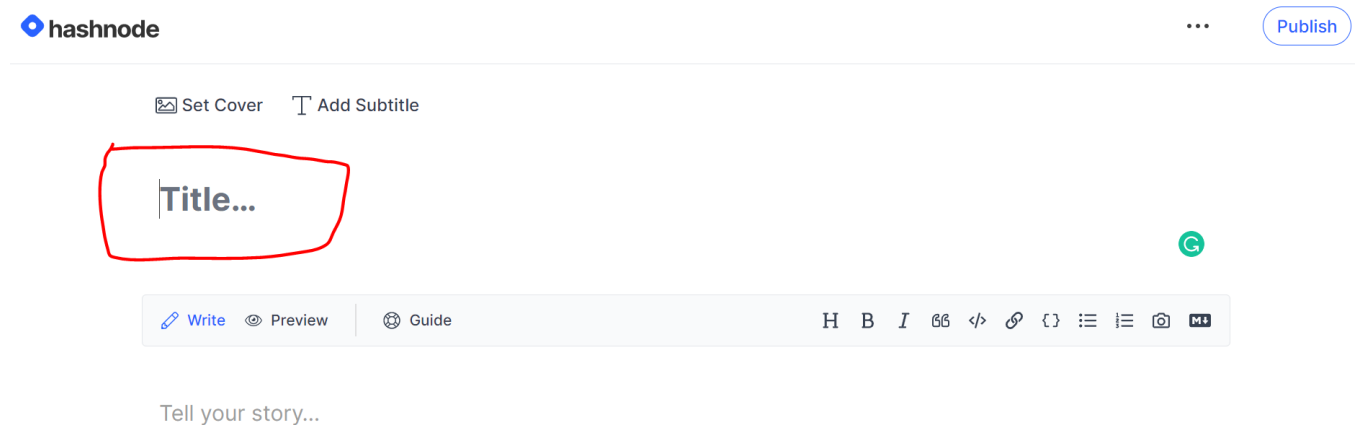 hashnode
Publish
Set Cover Add Subtitle
Title...
Write Preview Guide H B I
Tell your story...